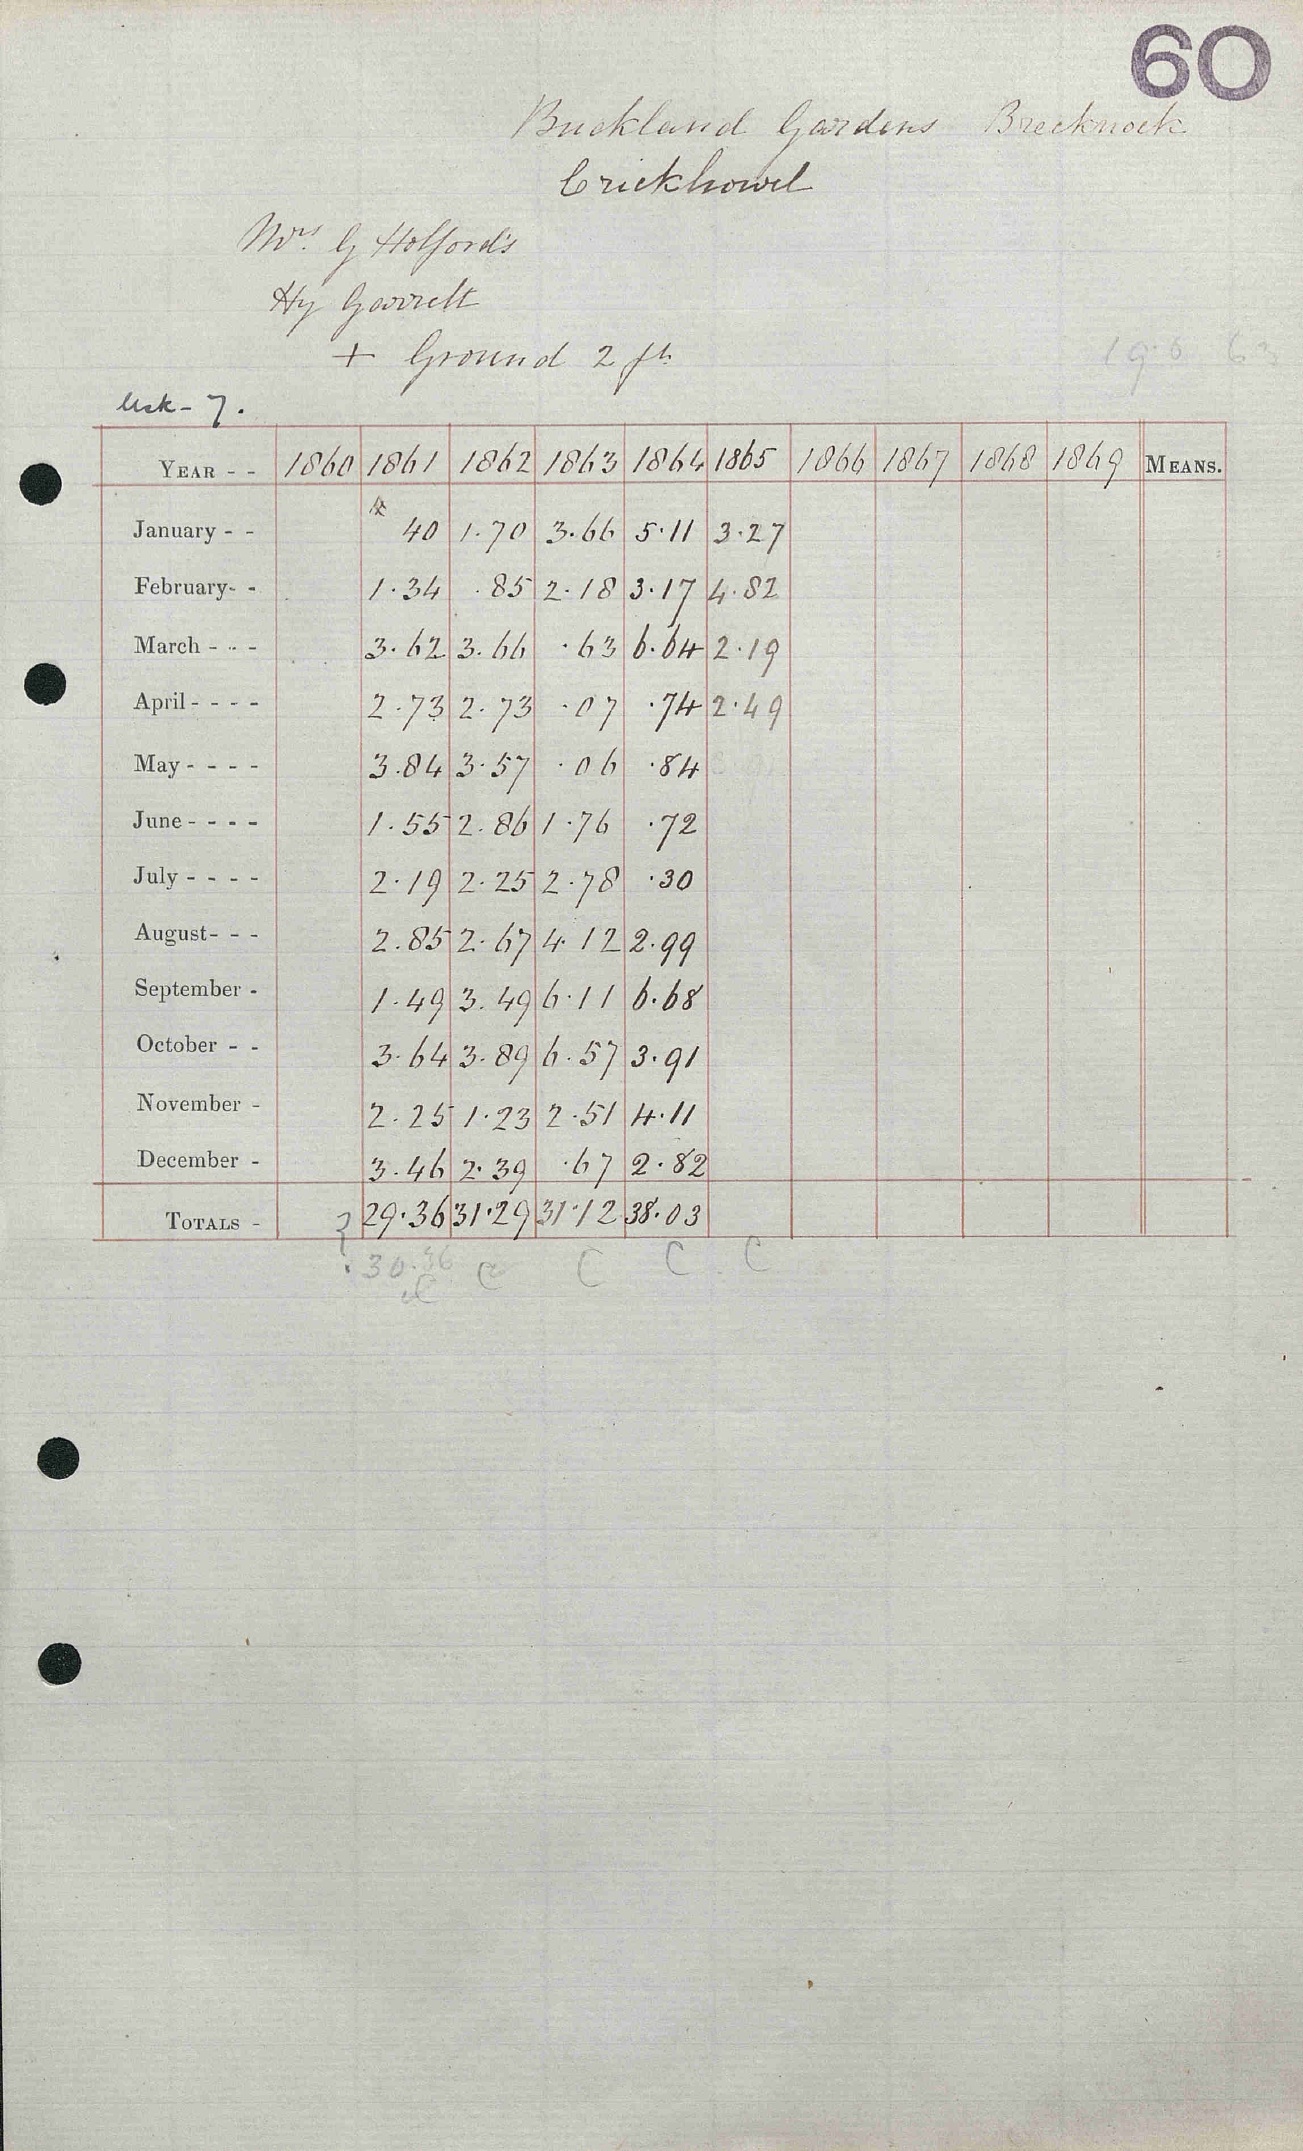 60
Buckland Gardens Brecknock
Crickhowel
Mrs. G Holford's
Hy Garrett
+ Ground 2 ft
Usk - 7.
YEAR - - 1860 1861 1862 1863 1864 1865 1866 1867 1868 1869 MEANS.
January - - 40 1.70 3.66 5.11 3.27
February- - 1.34 .85 2.18 3.17 4.82
March - - - 3.62 3.66 .63 6.64 2.19
April - - - - 2.73 2.73 .07 .74 2.49
May - - - - 3.84 3.57 .06 .84
June - - - - 1.55 2.86 1.76 .72
July - - - - 2.19 2.25 2.78 .30
August- - - 2.85 2.67 4.12 2.99
September - 1.49 3.49 6.11 6.68
October - - 3.64 3.89 6.57 3.91
November - 2.25 1.23 2.51 4.11
December - 3.46 2.39 .67 2.82
TOTALS - 29.36 31.29 31.12 38.03
? 30.36 C C C C